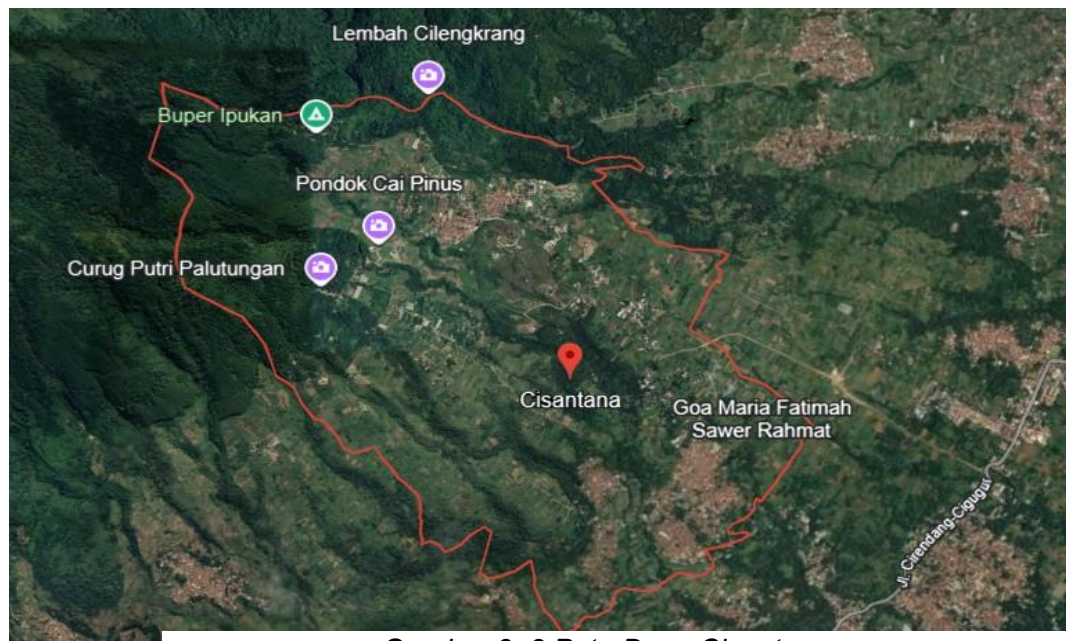 Lembah Cilengkrang
Buper Ipukan
Pondok Cai Pinus
Curug Putri Palutungan
Cisantana
Goa Maria Fatimah
Sawer Rahmat
Jl. Cirendang-Cigugur